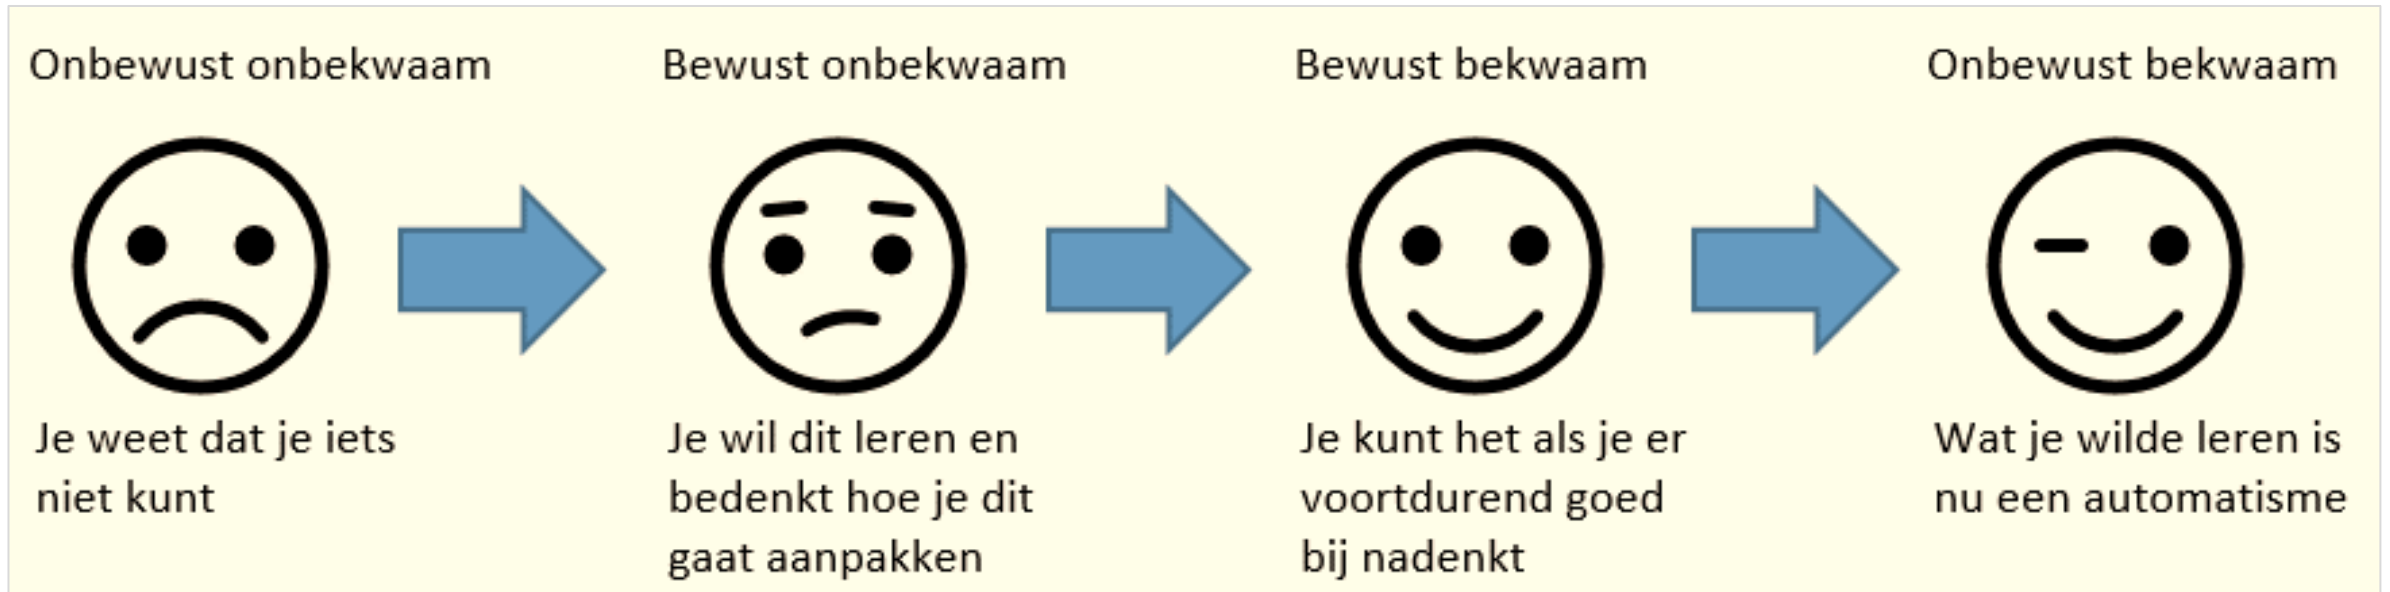 Onbewust onbekwaam
Je weet dat je iets
niet kunt
Bewust onbekwaam
Je wil dit leren en
bedenkt hoe je dit
gaat aanpakken
Bewust bekwaam
Je kunt het als je er
voortdurend goed
bij nadenkt
Onbewust bekwaam
Wat je wilde leren is
nu een automatisme